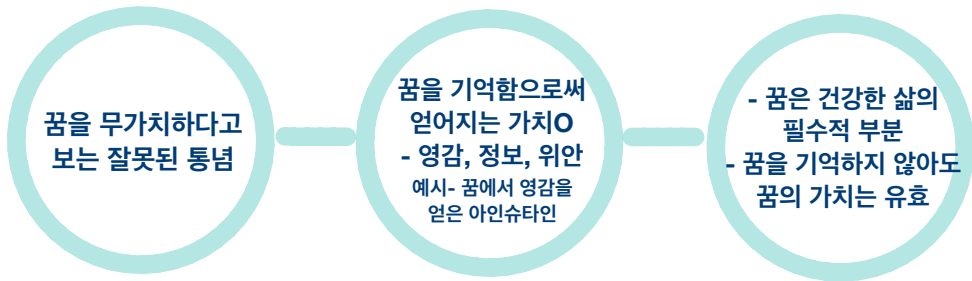 꿈을 무가치하다고
보는 잘못된 통념
꿈을 기억함으로써
얻어지는 가치O
- 영감, 정보, 위안
예시- 꿈에서 영감을
얻은 아인슈타인
- 꿈은 건강한 삶의
필수적 부분
- 꿈을 기억하지 않아도
꿈의 가치는 유효